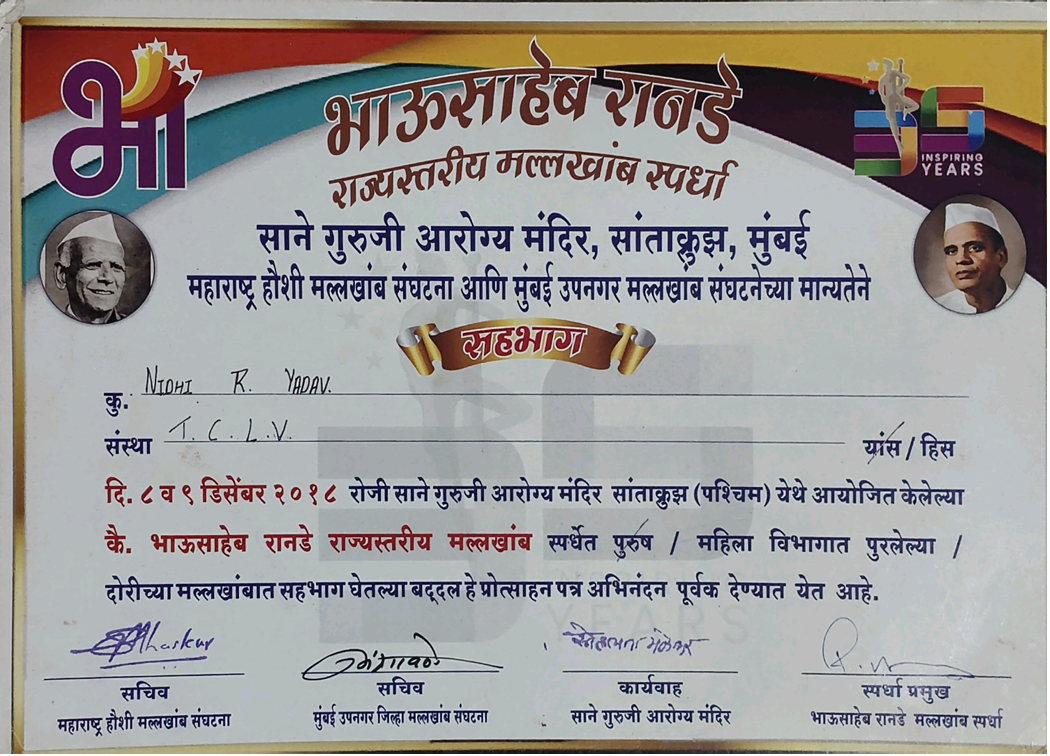 भा
भाऊसाहेब रानडे
राज्यस्तरीय मल्लखांब स्पर्धा
35 INSPIRING YEARS
साने गुरुजी आरोग्य मंदिर, सांताक्रुझ, मुंबई
महाराष्ट्र हौशी मल्लखांब संघटना आणि मुंबई उपनगर मल्लखांब संघटनेच्या मान्यतेने
सहभाग
कु. NIDHI R. YADAV.
संस्था T. C. L. V. यांस / हिस
दि. ८ व ९ डिसेंबर २०१८ रोजी साने गुरुजी आरोग्य मंदिर सांताक्रुझ (पश्चिम) येथे आयोजित केलेल्या
कै. भाऊसाहेब रानडे राज्यस्तरीय मल्लखांब स्पर्धेत पुरुष / महिला विभागात पुरलेल्या /
दोरीच्या मल्लखांबात सहभाग घेतल्या बद्दल हे प्रोत्साहन पत्र अभिनंदन पूर्वक देण्यात येत आहे.
सचिव सचिव कार्यवाह स्पर्धा प्रमुख
महाराष्ट्र हौशी मल्लखांब संघटना मुंबई उपनगर जिल्हा मल्लखांब संघटना साने गुरुजी आरोग्य मंदिर भाऊसाहेब रानडे मल्लखांब स्पर्धा